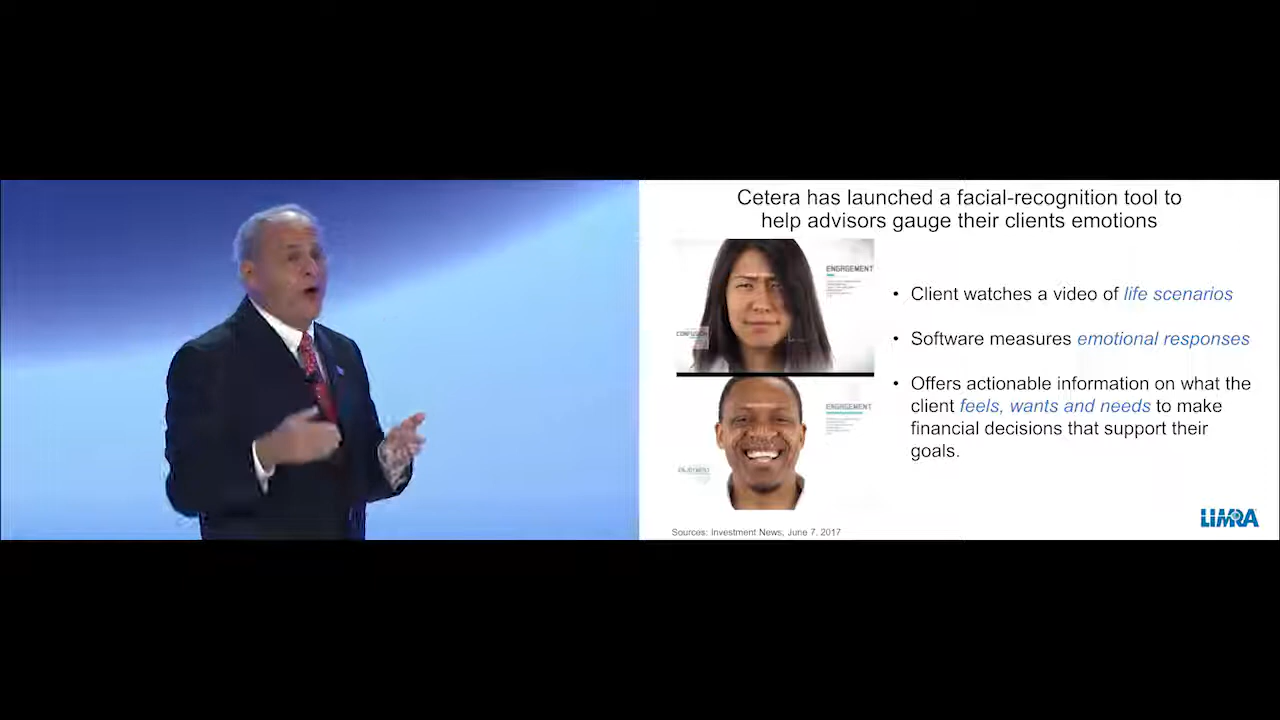 Cetera has launched a facial-recognition tool to
help advisors gauge their clients emotions
ENGAGEMENT
CONFUSION
ENGAGEMENT
ENJOYMENT
• Client watches a video of life scenarios
• Software measures emotional responses
• Offers actionable information on what the
client feels, wants and needs to make
financial decisions that support their
goals.
Sources: Investment News, June 7, 2017
LIMRA